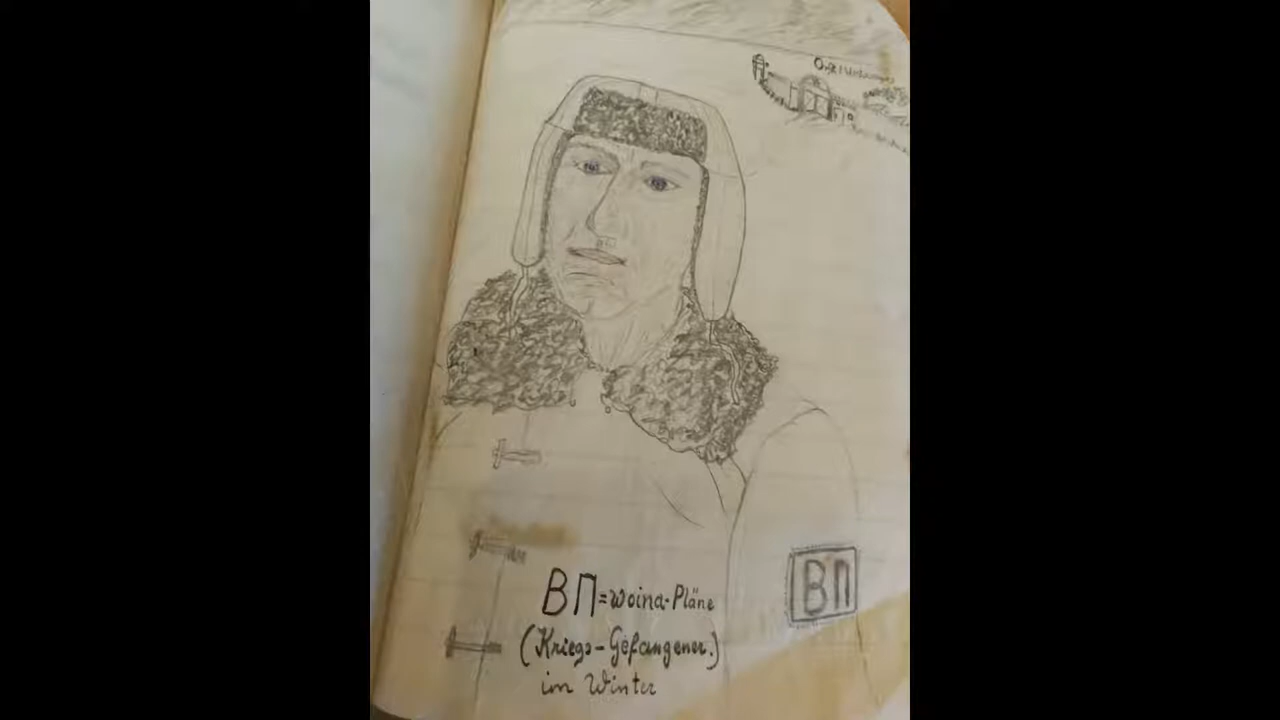 ВП
ВП = woina-Pläne
(Kriegs-Gefangener.)
im Winter